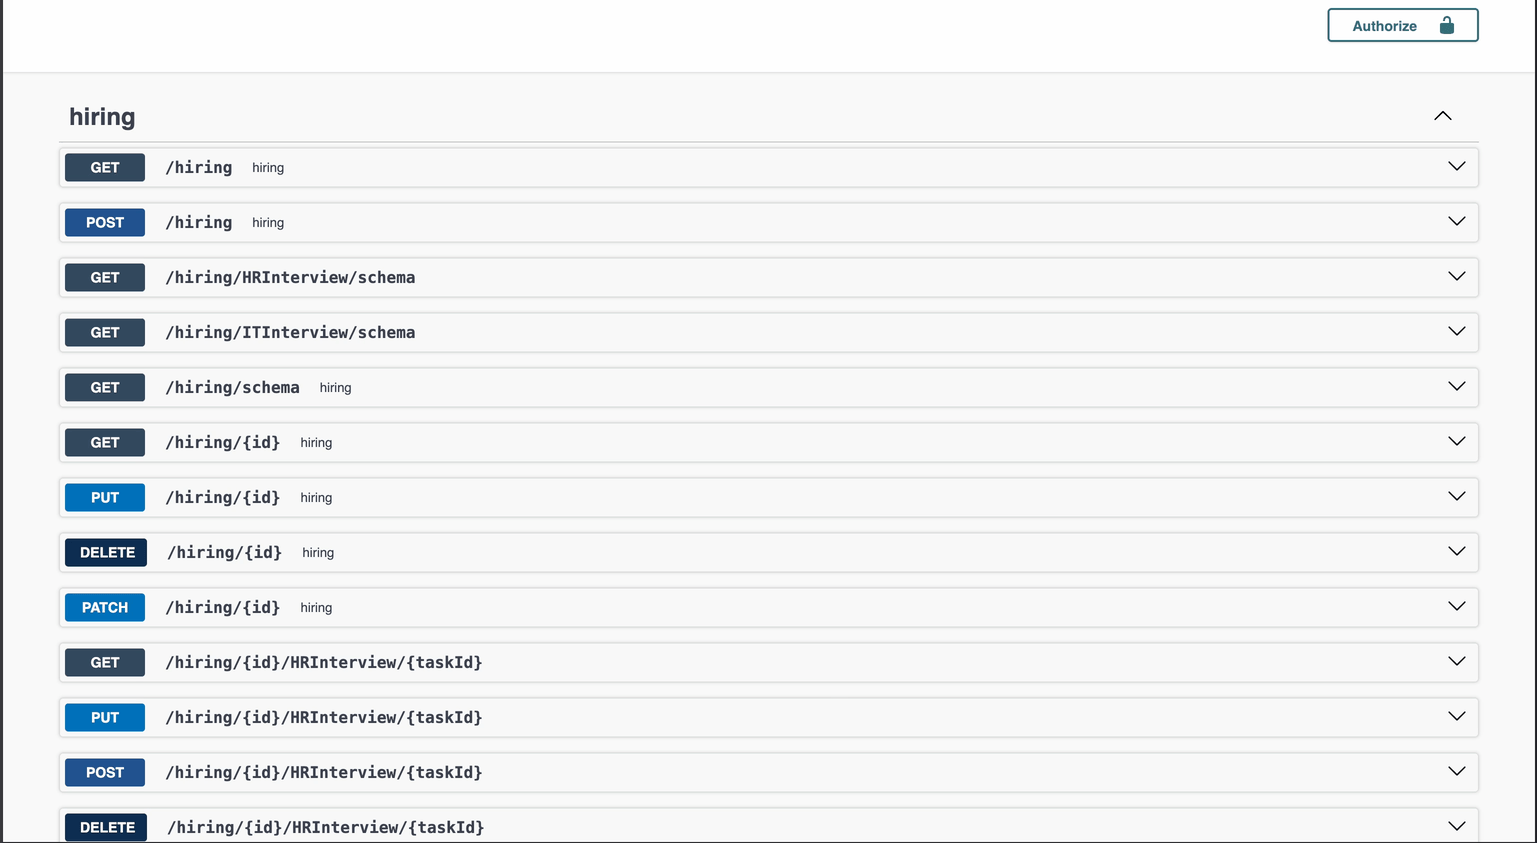 Authorize
hiring
GET /hiring hiring
POST /hiring hiring
GET /hiring/HRInterview/schema
GET /hiring/ITInterview/schema
GET /hiring/schema hiring
GET /hiring/{id} hiring
PUT /hiring/{id} hiring
DELETE /hiring/{id} hiring
PATCH /hiring/{id} hiring
GET /hiring/{id}/HRInterview/{taskId}
PUT /hiring/{id}/HRInterview/{taskId}
POST /hiring/{id}/HRInterview/{taskId}
DELETE /hiring/{id}/HRInterview/{taskId}